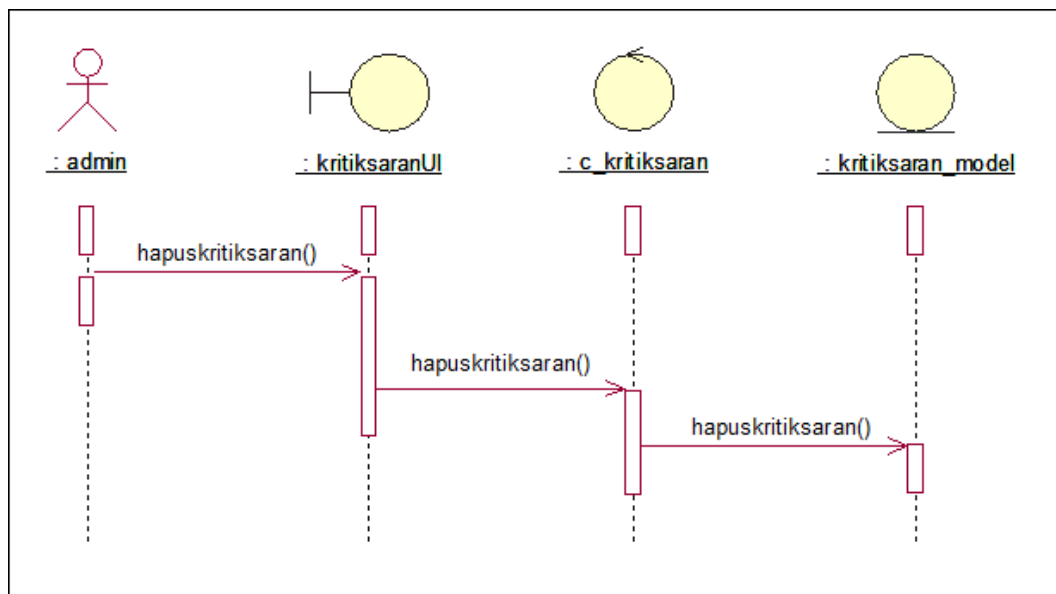 : admin
: kritiksaranUI
: c_kritiksaran
: kritiksaran_model
hapuskritiksaran()
hapuskritiksaran()
hapuskritiksaran()